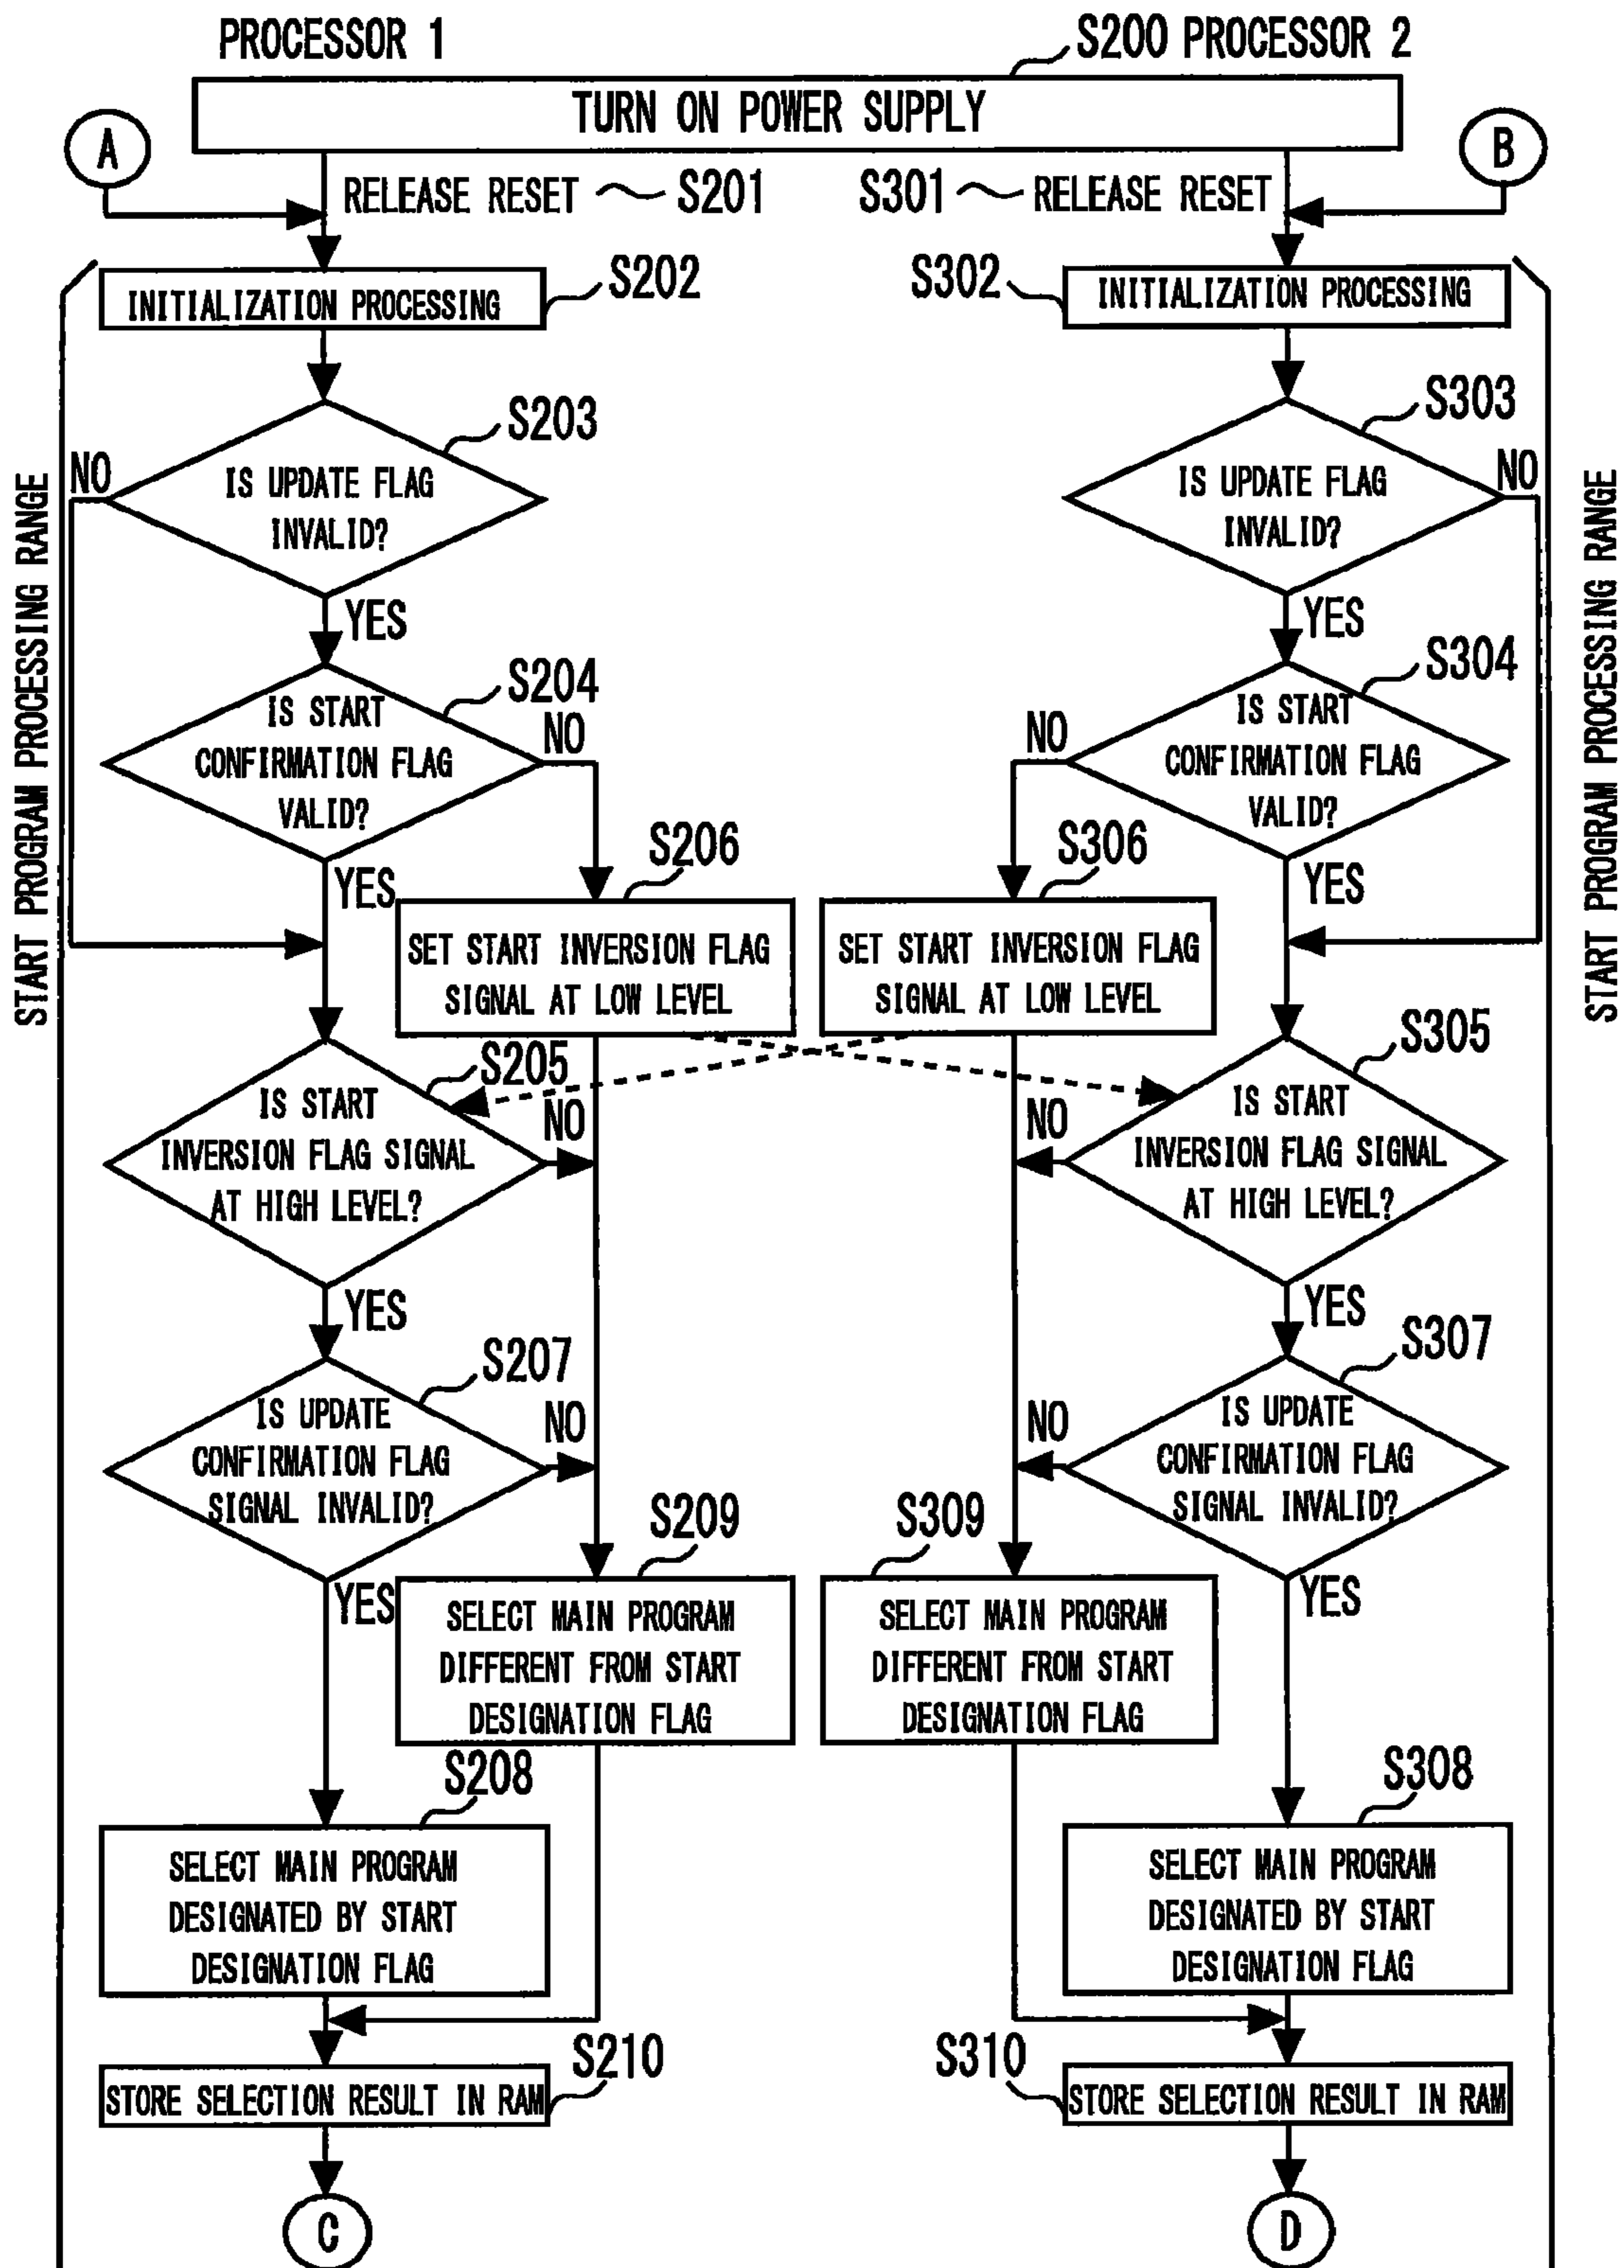 PROCESSOR 1
S200 PROCESSOR 2
TURN ON POWER SUPPLY
A
B
RELEASE RESET S201
S301 RELEASE RESET
START PROGRAM PROCESSING RANGE
INITIALIZATION PROCESSING
S202
S302
INITIALIZATION PROCESSING
START PROGRAM PROCESSING RANGE
S203
NO
IS UPDATE FLAG
INVALID?
YES
S303
NO
IS UPDATE FLAG
INVALID?
YES
S204
IS START
CONFIRMATION FLAG
VALID?
NO
YES
S304
IS START
CONFIRMATION FLAG
VALID?
NO
YES
S206
SET START INVERSION FLAG
SIGNAL AT LOW LEVEL
S306
SET START INVERSION FLAG
SIGNAL AT LOW LEVEL
S205
IS START
INVERSION FLAG SIGNAL
AT HIGH LEVEL?
NO
YES
S305
IS START
INVERSION FLAG SIGNAL
AT HIGH LEVEL?
NO
YES
S207
IS UPDATE
CONFIRMATION FLAG
SIGNAL INVALID?
NO
YES
S307
IS UPDATE
CONFIRMATION FLAG
SIGNAL INVALID?
NO
YES
S209
SELECT MAIN PROGRAM
DIFFERENT FROM START
DESIGNATION FLAG
S309
SELECT MAIN PROGRAM
DIFFERENT FROM START
DESIGNATION FLAG
S208
SELECT MAIN PROGRAM
DESIGNATED BY START
DESIGNATION FLAG
S308
SELECT MAIN PROGRAM
DESIGNATED BY START
DESIGNATION FLAG
S210
STORE SELECTION RESULT IN RAM
S310
STORE SELECTION RESULT IN RAM
C
D